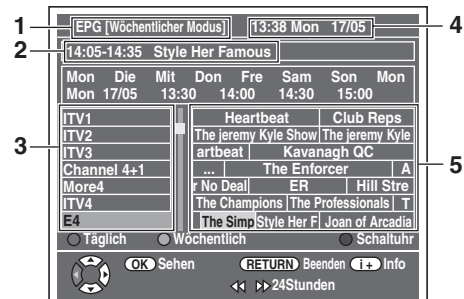 1 EPG [Wöchentlicher Modus] 13:38 Mon 17/05 4
2 14:05-14:35 Style Her Famous
Mon Die Mit Don Fre Sam Son Mon
Mon 17/05 13:30 14:00 14:30 15:00
ITV1 Heartbeat Club Reps
ITV2 The jeremy Kyle Show The jeremy Kyle
3 ITV3 artbeat Kavanagh QC 5
Channel 4+1 ... The Enforcer A
More4 r No Deal ER Hill Stre
ITV4 The Champions The Professionals T
E4 The Simp Style Her F Joan of Arcadia
Täglich Wöchentlich Schaltuhr
OK Sehen RETURN Beenden i+ Info
24Stunden